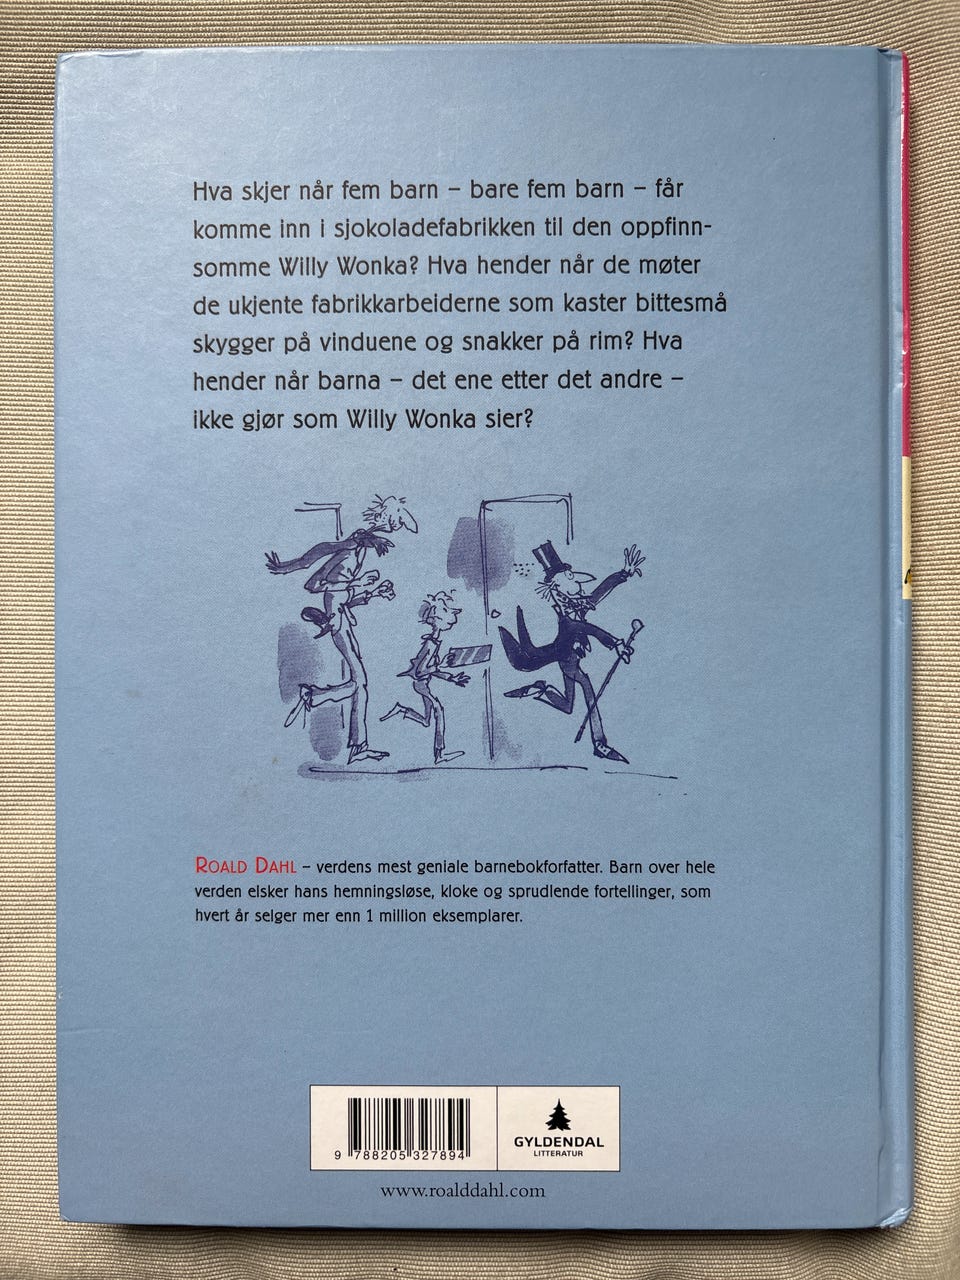 Hva skjer når fem barn – bare fem barn – får
komme inn i sjokoladefabrikken til den oppfinn-
somme Willy Wonka? Hva hender når de møter
de ukjente fabrikkarbeiderne som kaster bittesmå
skygger på vinduene og snakker på rim? Hva
hender når barna – det ene etter det andre –
ikke gjør som Willy Wonka sier?
ROALD DAHL – verdens mest geniale barnebokforfatter. Barn over hele
verden elsker hans hemningsløse, kloke og sprudlende fortellinger, som
hvert år selger mer enn 1 million eksemplarer.
9 788205 327894
GYLDENDAL
LITTERATUR
www.roalddahl.com